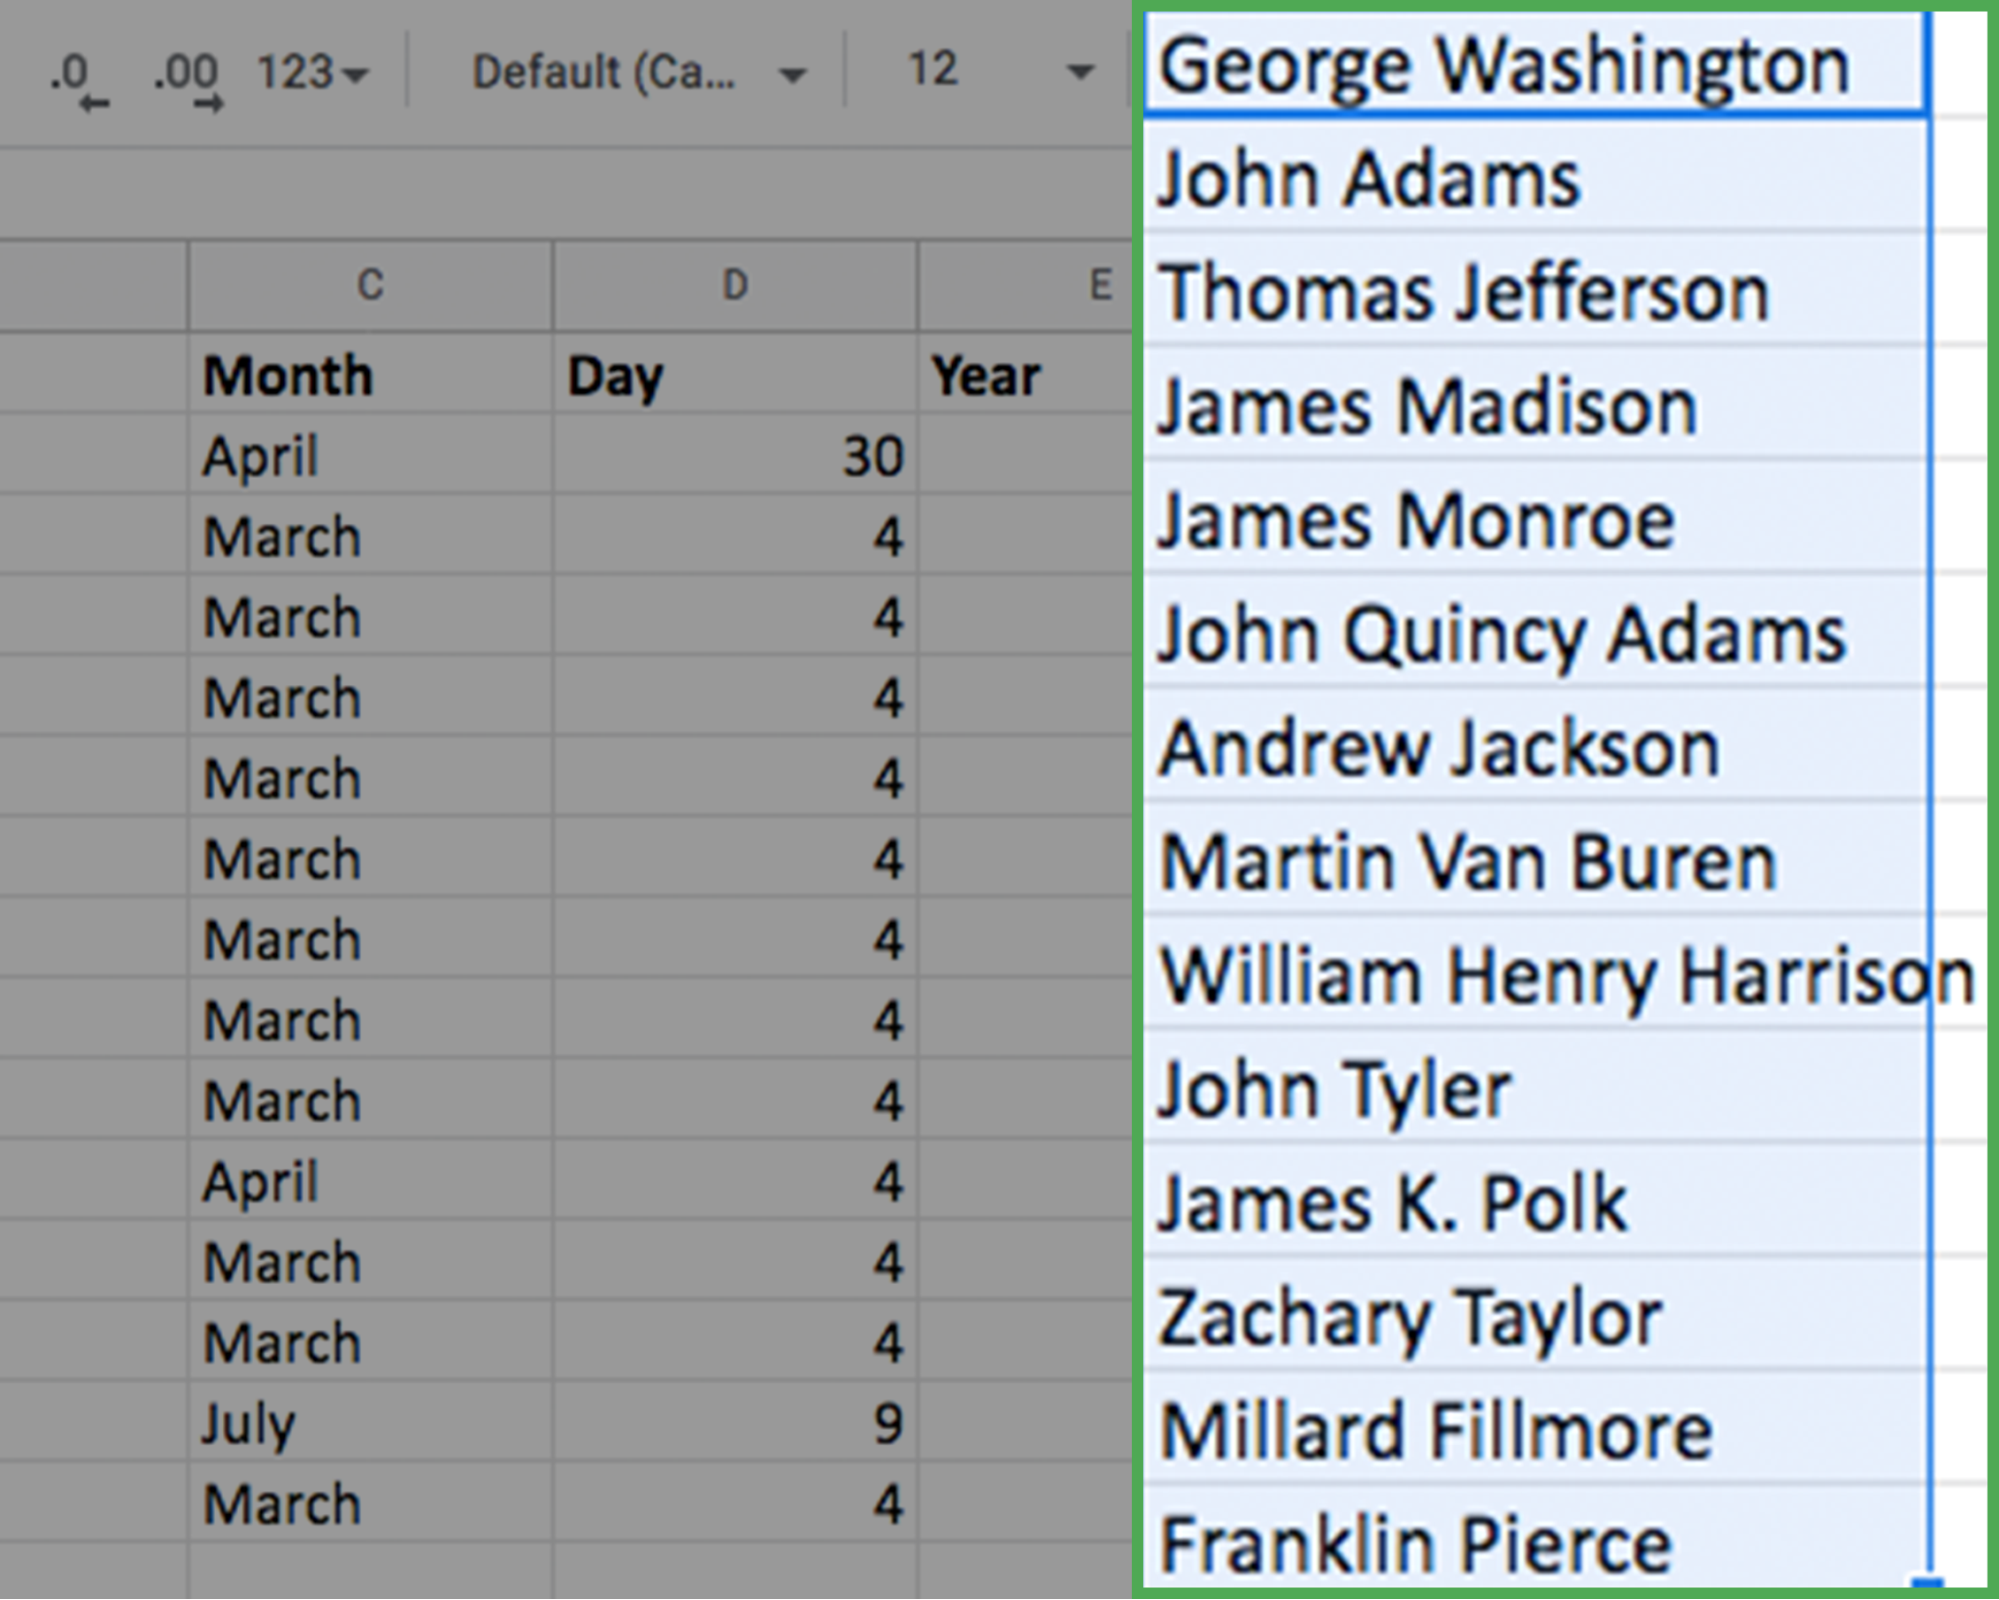 .0 .00 123 Default (Ca... 12
C D E
Month Day Year
April 30
March 4
March 4
March 4
March 4
March 4
March 4
March 4
March 4
April 4
March 4
March 4
July 9
March 4
George Washington
John Adams
Thomas Jefferson
James Madison
James Monroe
John Quincy Adams
Andrew Jackson
Martin Van Buren
William Henry Harrison
John Tyler
James K. Polk
Zachary Taylor
Millard Fillmore
Franklin Pierce